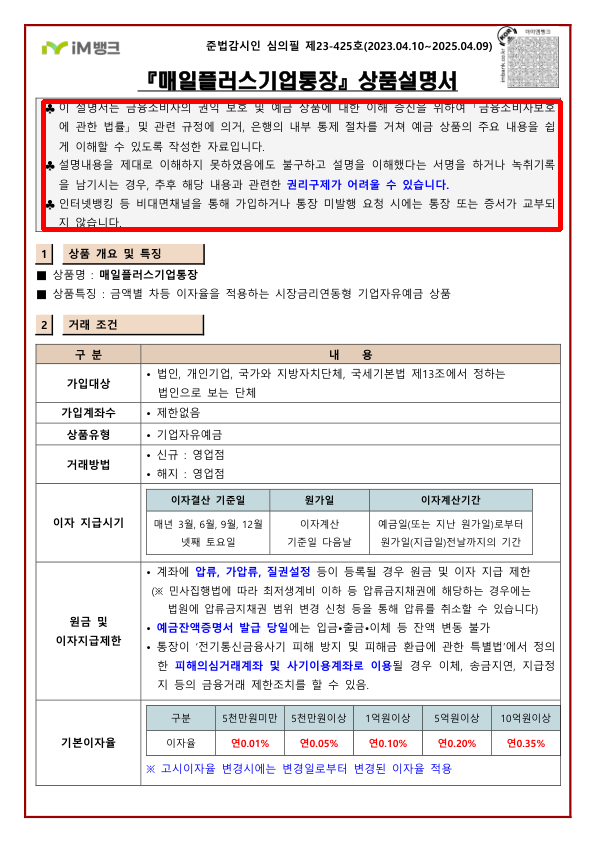 iM뱅크
준법감시인 심의필 제23-425호(2023.04.10~2025.04.09)
아이엠뱅크
imbank.co.kr
『매일플러스기업통장』 상품설명서
♣ 이 설명서는 금융소비자의 권익 보호 및 예금 상품에 대한 이해 증진을 위하여 「금융소비자보호
에 관한 법률」 및 관련 규정에 의거, 은행의 내부 통제 절차를 거쳐 예금 상품의 주요 내용을 쉽
게 이해할 수 있도록 작성한 자료입니다.
♣ 설명내용을 제대로 이해하지 못하였음에도 불구하고 설명을 이해했다는 서명을 하거나 녹취기록
을 남기시는 경우, 추후 해당 내용과 관련한 권리구제가 어려울 수 있습니다.
♣ 인터넷뱅킹 등 비대면채널을 통해 가입하거나 통장 미발행 요청 시에는 통장 또는 증서가 교부되
지 않습니다.
1 상품 개요 및 특징
■ 상품명 : 매일플러스기업통장
■ 상품특징 : 금액별 차등 이자율을 적용하는 시장금리연동형 기업자유예금 상품
2 거래 조건
구 분 내 용
가입대상
• 법인, 개인기업, 국가와 지방자치단체, 국세기본법 제13조에서 정하는
법인으로 보는 단체
가입계좌수 • 제한없음
상품유형 • 기업자유예금
거래방법
• 신규 : 영업점
• 해지 : 영업점
이자 지급시기
이자결산 기준일 원가일 이자계산기간
매년 3월, 6월, 9월, 12월 이자계산 예금일(또는 지난 원가일)로부터
넷째 토요일 기준일 다음날 원가일(지급일)전날까지의 기간
원금 및
이자지급제한
• 계좌에 압류, 가압류, 질권설정 등이 등록될 경우 원금 및 이자 지급 제한
(※ 민사집행법에 따라 최저생계비 이하 등 압류금지채권에 해당하는 경우에는
법원에 압류금지채권 범위 변경 신청 등을 통해 압류를 취소할 수 있습니다)
• 예금잔액증명서 발급 당일에는 입금•출금•이체 등 잔액 변동 불가
• 통장이 '전기통신금융사기 피해 방지 및 피해금 환급에 관한 특별법'에서 정의
한 피해의심거래계좌 및 사기이용계좌로 이용될 경우 이체, 송금지연, 지급정
지 등의 금융거래 제한조치를 할 수 있음.
기본이자율
구분 5천만원미만 5천만원이상 1억원이상 5억원이상 10억원이상
이자율 연0.01% 연0.05% 연0.10% 연0.20% 연0.35%
※ 고시이자율 변경시에는 변경일로부터 변경된 이자율 적용